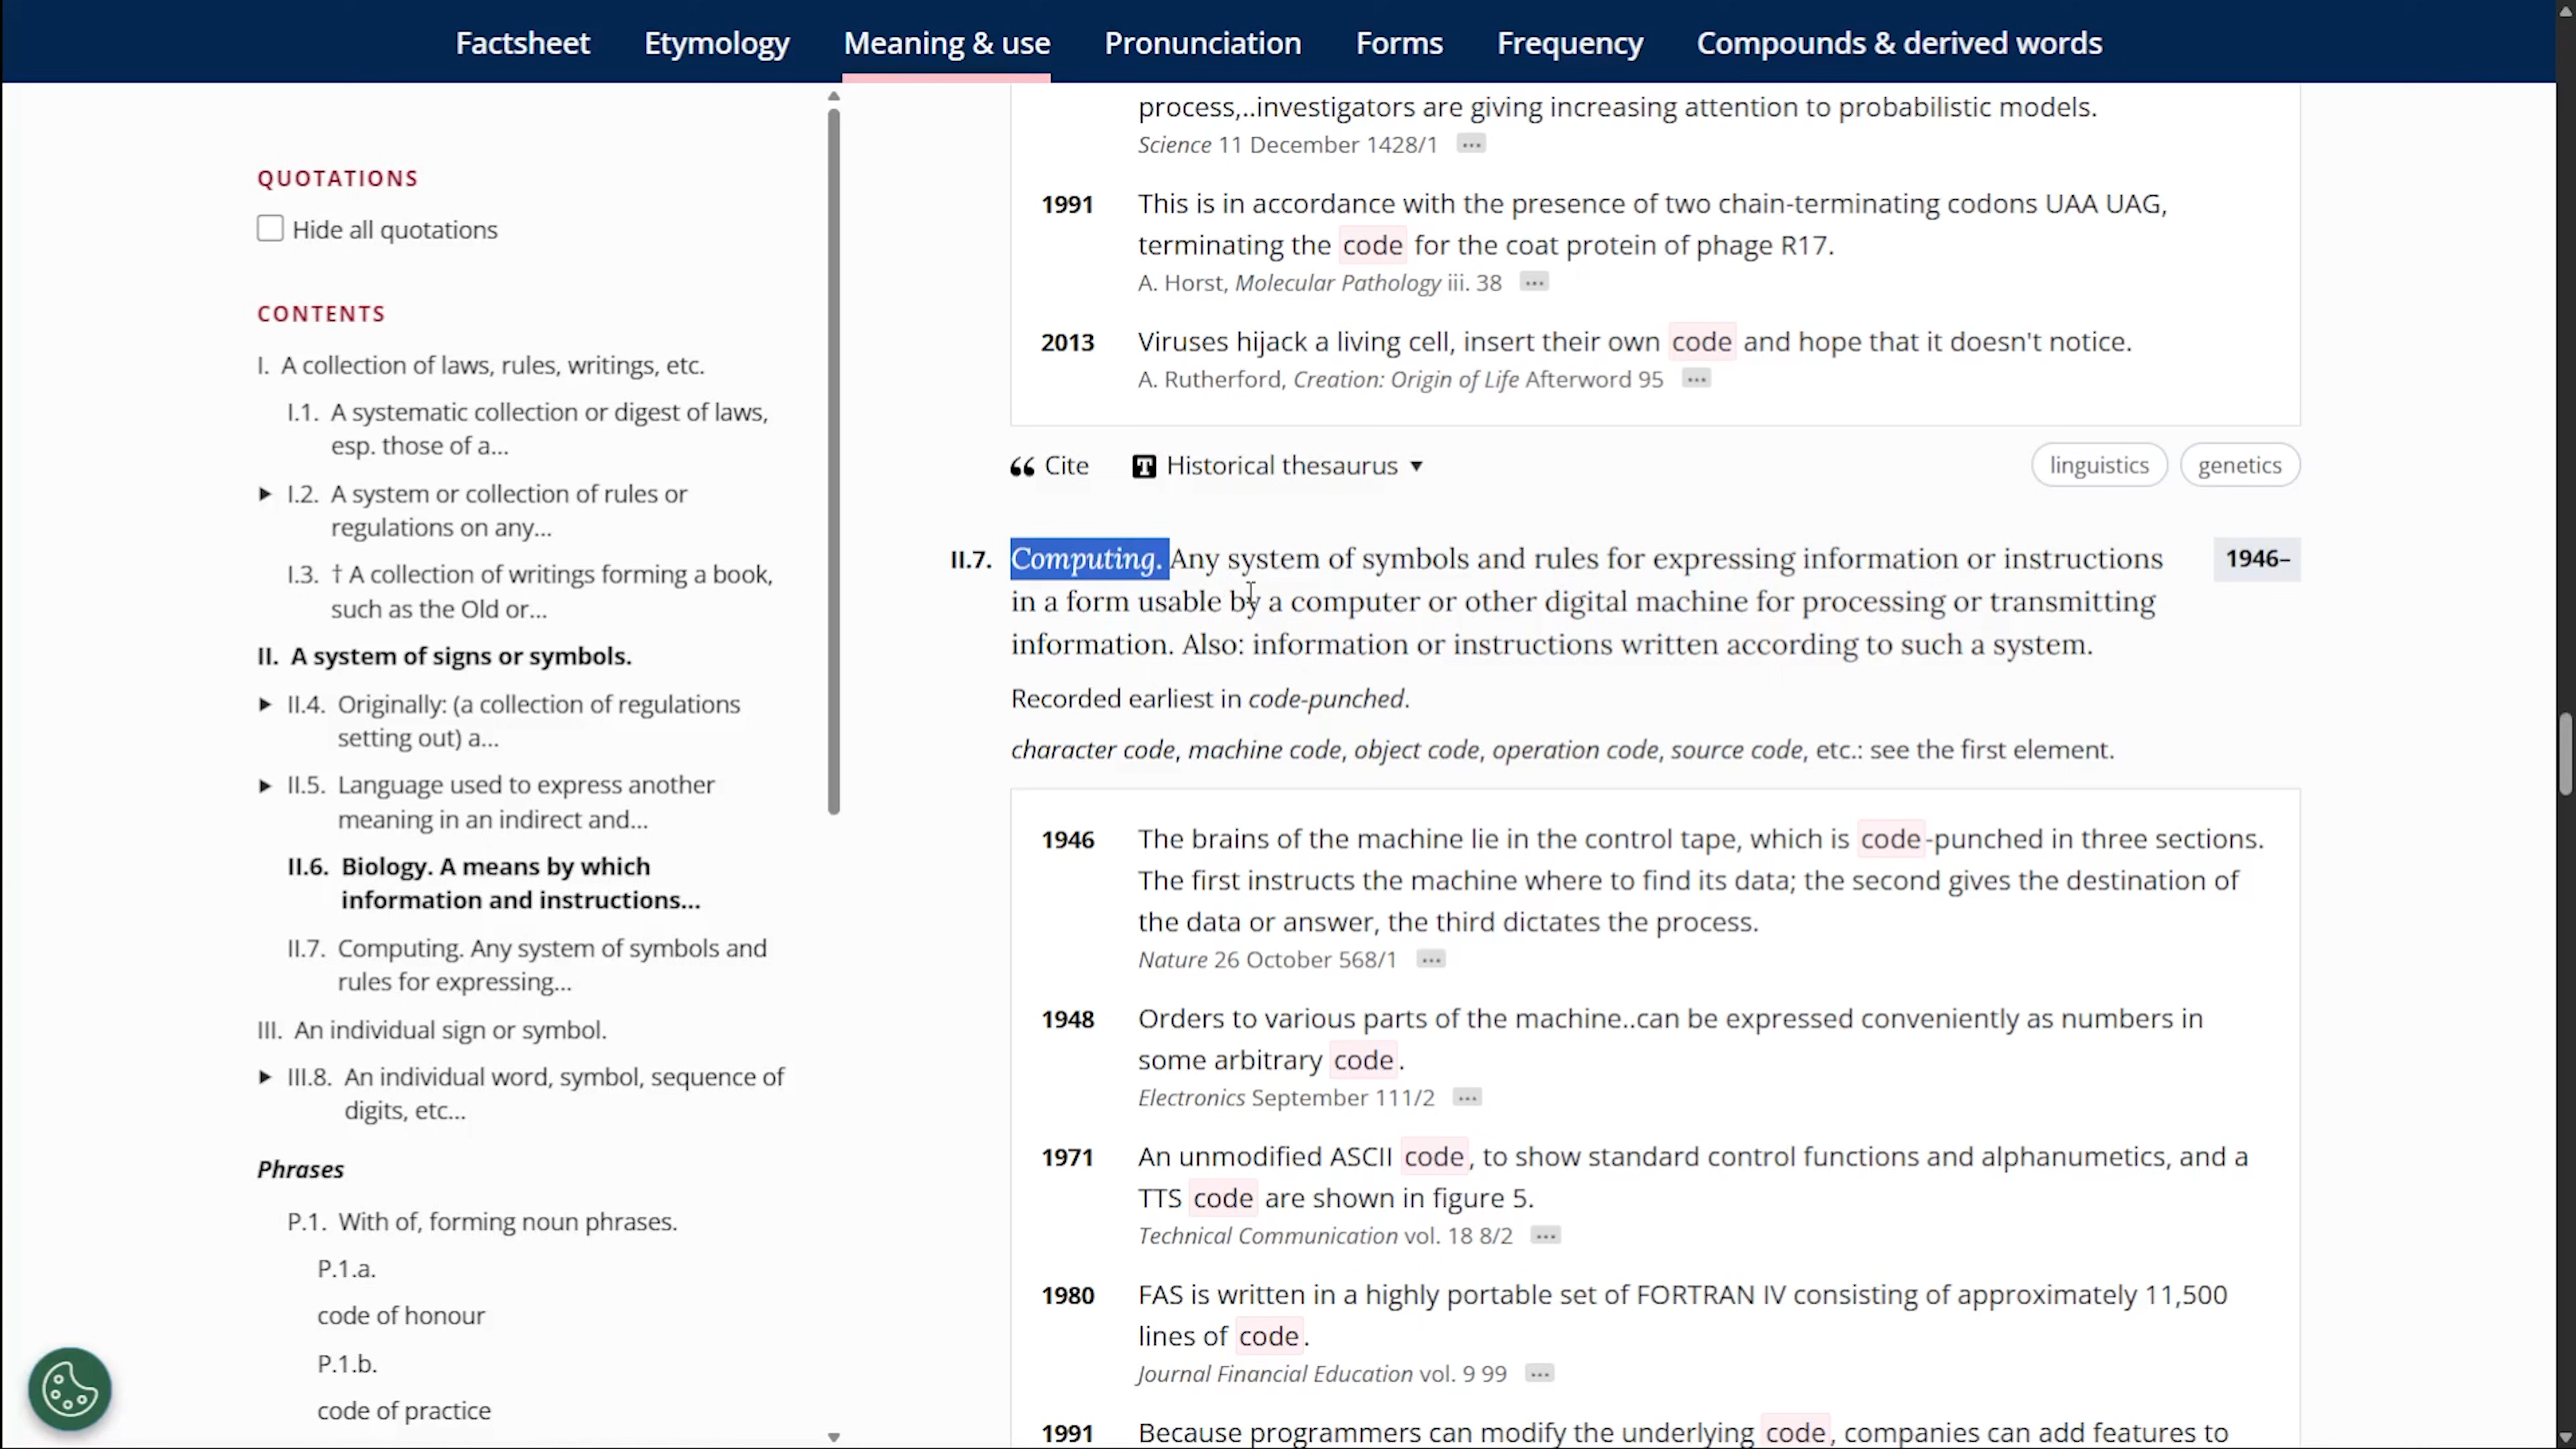 Factsheet Etymology Meaning & use Pronunciation Forms Frequency Compounds & derived words
QUOTATIONS
Hide all quotations
CONTENTS
I. A collection of laws, rules, writings, etc.
I.1. A systematic collection or digest of laws,
esp. those of a...
I.2. A system or collection of rules or
regulations on any...
I.3. † A collection of writings forming a book,
such as the Old or...
II. A system of signs or symbols.
II.4. Originally: (a collection of regulations
setting out) a...
II.5. Language used to express another
meaning in an indirect and...
II.6. Biology. A means by which
information and instructions...
II.7. Computing. Any system of symbols and
rules for expressing...
III. An individual sign or symbol.
III.8. An individual word, symbol, sequence of
digits, etc...
Phrases
P.1. With of, forming noun phrases.
P.1.a.
code of honour
P.1.b.
code of practice
process,..investigators are giving increasing attention to probabilistic models.
Science 11 December 1428/1 ...
1991 This is in accordance with the presence of two chain-terminating codons UAA UAG,
terminating the code for the coat protein of phage R17.
A. Horst, Molecular Pathology iii. 38 ...
2013 Viruses hijack a living cell, insert their own code and hope that it doesn't notice.
A. Rutherford, Creation: Origin of Life Afterword 95 ...
Cite Historical thesaurus linguistics genetics
II.7. Computing. Any system of symbols and rules for expressing information or instructions 1946–
in a form usable by a computer or other digital machine for processing or transmitting
information. Also: information or instructions written according to such a system.
Recorded earliest in code-punched.
character code, machine code, object code, operation code, source code, etc.: see the first element.
1946 The brains of the machine lie in the control tape, which is code-punched in three sections.
The first instructs the machine where to find its data; the second gives the destination of
the data or answer, the third dictates the process.
Nature 26 October 568/1 ...
1948 Orders to various parts of the machine..can be expressed conveniently as numbers in
some arbitrary code.
Electronics September 111/2 ...
1971 An unmodified ASCII code, to show standard control functions and alphanumetics, and a
TTS code are shown in figure 5.
Technical Communication vol. 18 8/2 ...
1980 FAS is written in a highly portable set of FORTRAN IV consisting of approximately 11,500
lines of code.
Journal Financial Education vol. 9 99 ...
1991 Because programmers can modify the underlying code, companies can add features to